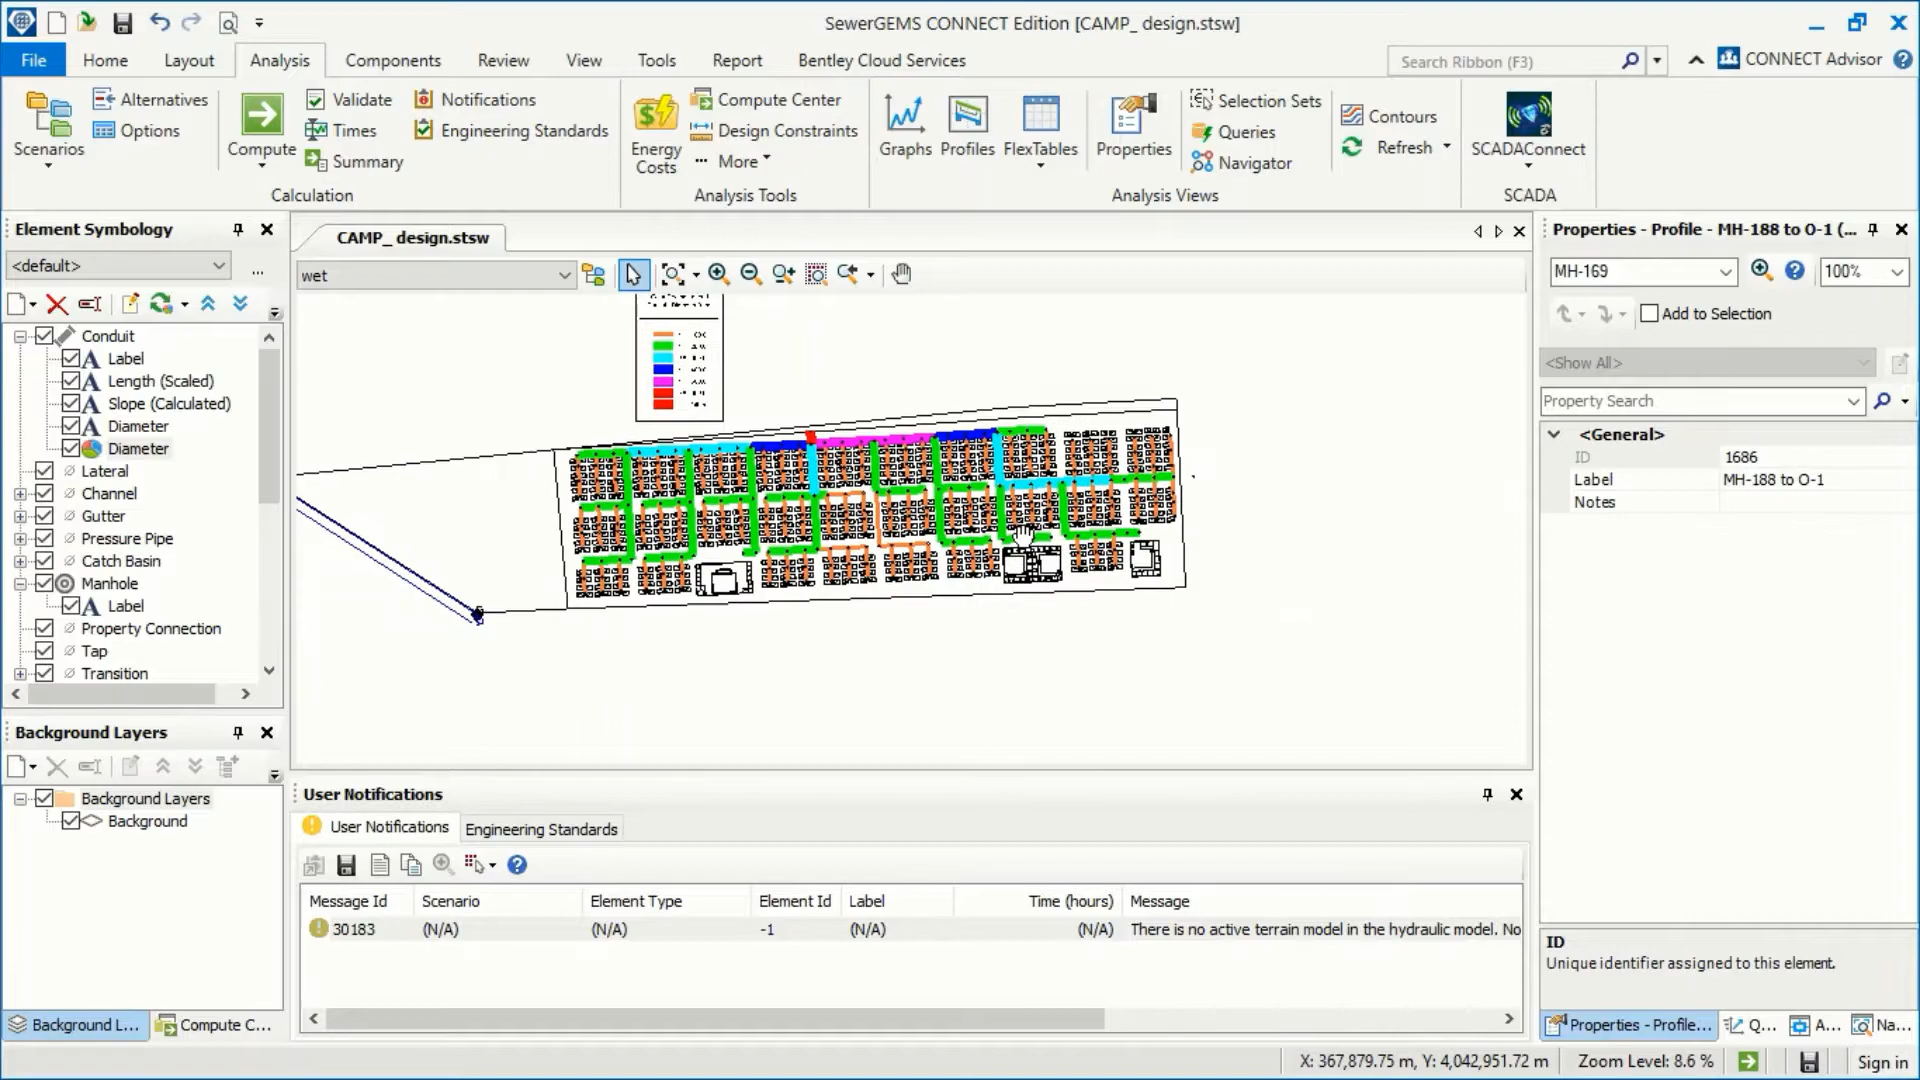 SewerGEMS CONNECT Edition [CAMP_ design.stsw]
File Home Layout Analysis Components Review View Tools Report Bentley Cloud Services
Search Ribbon (F3)
CONNECT Advisor
Scenarios
Alternatives
Options
Compute
Validate
Times
Summary
Notifications
Engineering Standards
Calculation
Energy
Costs
Compute Center
Design Constraints
More
Analysis Tools
Graphs
Profiles
FlexTables
Properties
Selection Sets
Queries
Navigator
Contours
Refresh
Analysis Views
SCADAConnect
SCADA
Element Symbology
<default>
...
Conduit
Label
Length (Scaled)
Slope (Calculated)
Diameter
Diameter
Lateral
Channel
Gutter
Pressure Pipe
Catch Basin
Manhole
Label
Property Connection
Tap
Transition
Background Layers
Background Layers
Background
Background L...
Compute C...
CAMP_ design.stsw
wet
User Notifications
User Notifications
Engineering Standards
Message Id Scenario Element Type Element Id Label Time (hours) Message
30183 (N/A) (N/A) -1 (N/A) (N/A) There is no active terrain model in the hydraulic model. No
Properties - Profile - MH-188 to O-1 (...
MH-169
100%
Add to Selection
<Show All>
Property Search
<General>
ID 1686
Label MH-188 to O-1
Notes
ID
Unique identifier assigned to this element.
Properties - Profile...
Q...
A...
Na...
X: 367,879.75 m, Y: 4,042,951.72 m
Zoom Level: 8.6 %
Sign in